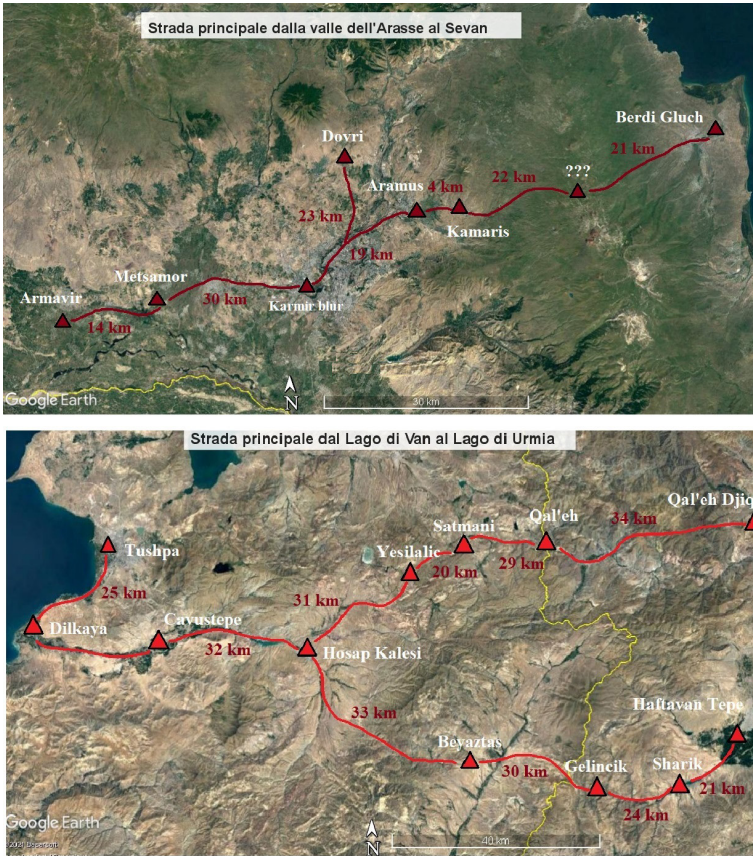 Strada principale dalla valle dell'Arasse al Sevan
Berdi Gluch
Dovri
21 km
???
22 km
Aramus 4 km
23 km
Kamaris
19 km
Metsamor
Armavir
30 km
Karmir blur
14 km
Google Earth
N
30 km
Strada principale dal Lago di Van al Lago di Urmia
Qal'eh Djiq
Qal'eh
34 km
Satmani
Tushpa
Yesilalic
20 km
29 km
25 km
31 km
Cavustepe
Dilkaya
32 km
Hosap Kalesi
Haftavan Tepe
33 km
Beyaztas
Gelincik
Sharik
30 km
21 km
24 km
Google Earth
N
40 km